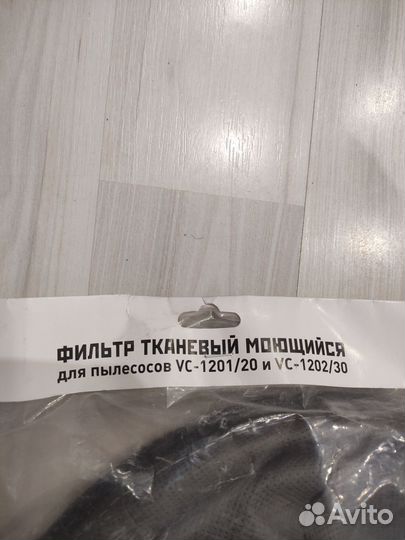 ФИЛЬТР ТКАНЕВЫЙ МОЮЩИЙСЯ
для пылесосов VC-1201/20 и VC-1202/30
Avito